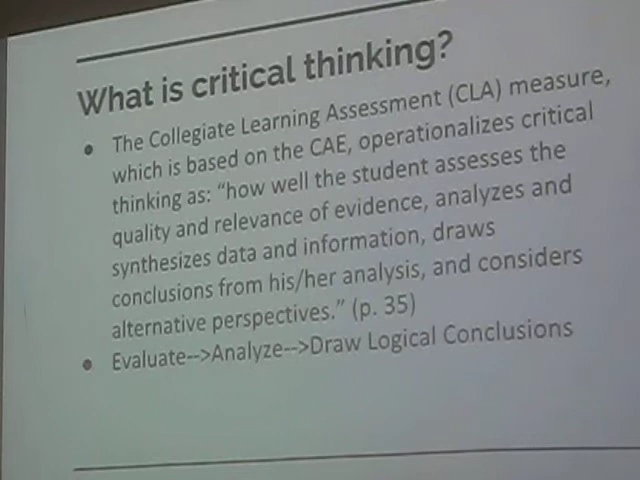 What is critical thinking?
● The Collegiate Learning Assessment (CLA) measure,
which is based on the CAE, operationalizes critical
thinking as: “how well the student assesses the
quality and relevance of evidence, analyzes and
synthesizes data and information, draws
conclusions from his/her analysis, and considers
alternative perspectives.” (p. 35)
● Evaluate-->Analyze-->Draw Logical Conclusions